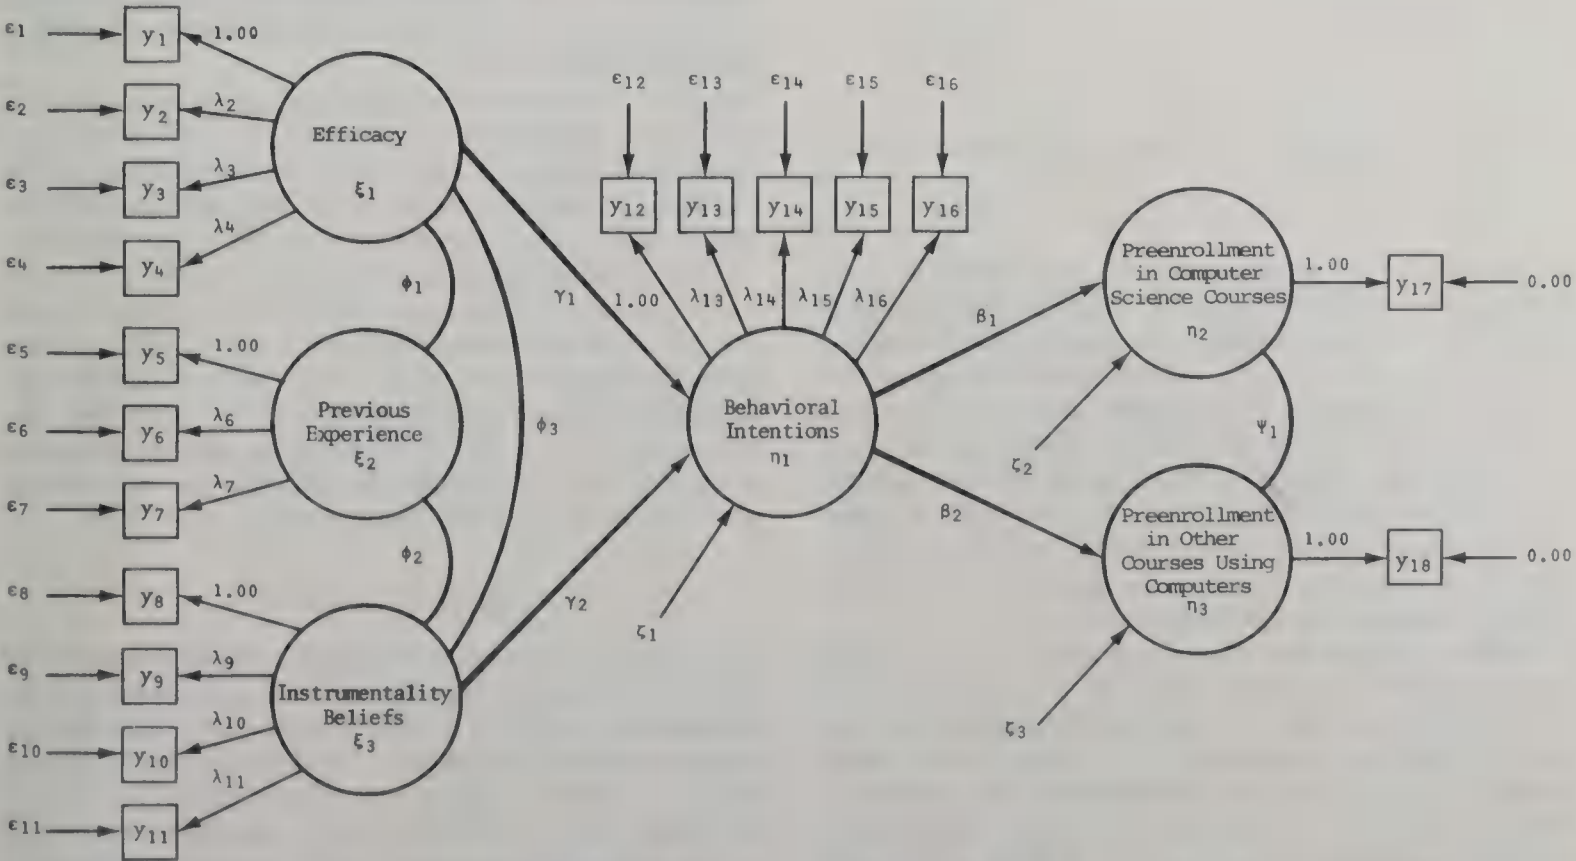 ε1
y1
1.00
ε2
y2
λ2
ε3
y3
λ3
ε4
y4
λ4
Efficacy
ξ1
ε5
y5
1.00
ε6
y6
λ6
ε7
y7
λ7
Previous
Experience
ξ2
ε8
y8
1.00
ε9
y9
λ9
ε10
y10
λ10
ε11
y11
λ11
Instrumentality
Beliefs
ξ3
φ1
φ2
φ3
γ1
γ2
ε12
ε13
ε14
ε15
ε16
y12
y13
y14
y15
y16
1.00
λ13
λ14
λ15
λ16
Behavioral
Intentions
η1
ζ1
β1
β2
Preenrollment
in Computer
Science Courses
η2
ζ2
1.00
y17
0.00
Ψ1
Preenrollment
in Other
Courses Using
Computers
η3
ζ3
1.00
y18
0.00